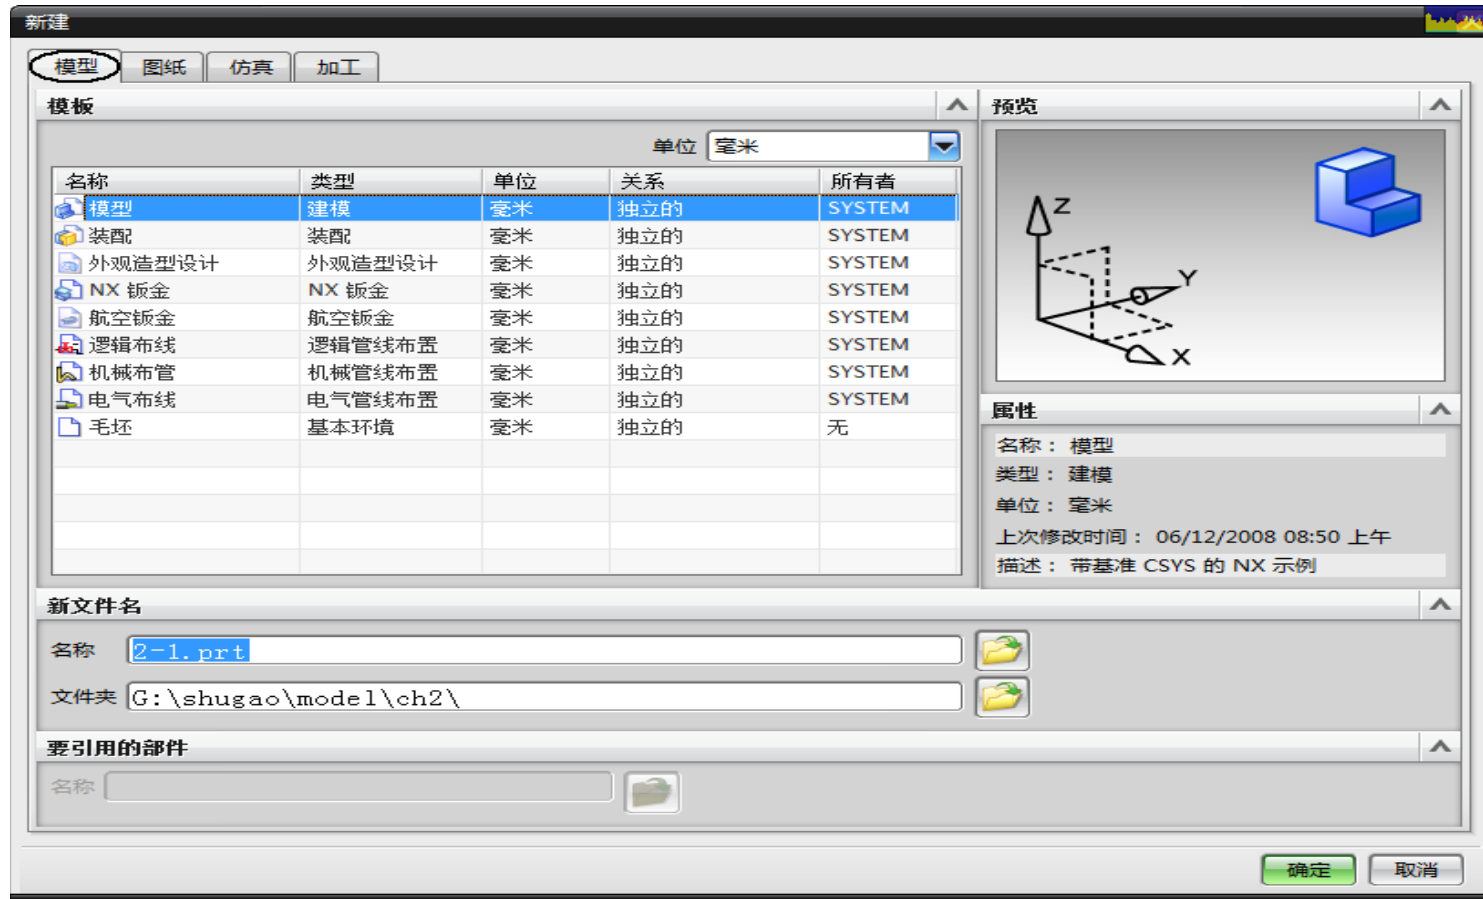 新建
模型 图纸 仿真 加工
模板
单位 毫米
名称 类型 单位 关系 所有者
模型 建模 毫米 独立的 SYSTEM
装配 装配 毫米 独立的 SYSTEM
外观造型设计 外观造型设计 毫米 独立的 SYSTEM
NX 钣金 NX 钣金 毫米 独立的 SYSTEM
航空钣金 航空钣金 毫米 独立的 SYSTEM
逻辑布线 逻辑管线布置 毫米 独立的 SYSTEM
机械布管 机械管线布置 毫米 独立的 SYSTEM
电气布线 电气管线布置 毫米 独立的 SYSTEM
毛坯 基本环境 毫米 独立的 无
预览
Z
Y
X
属性
名称： 模型
类型： 建模
单位： 毫米
上次修改时间： 06/12/2008 08:50 上午
描述： 带基准 CSYS 的 NX 示例
新文件名
名称 2-1.prt
文件夹 G:\shugao\model\ch2\
要引用的部件
名称
确定 取消